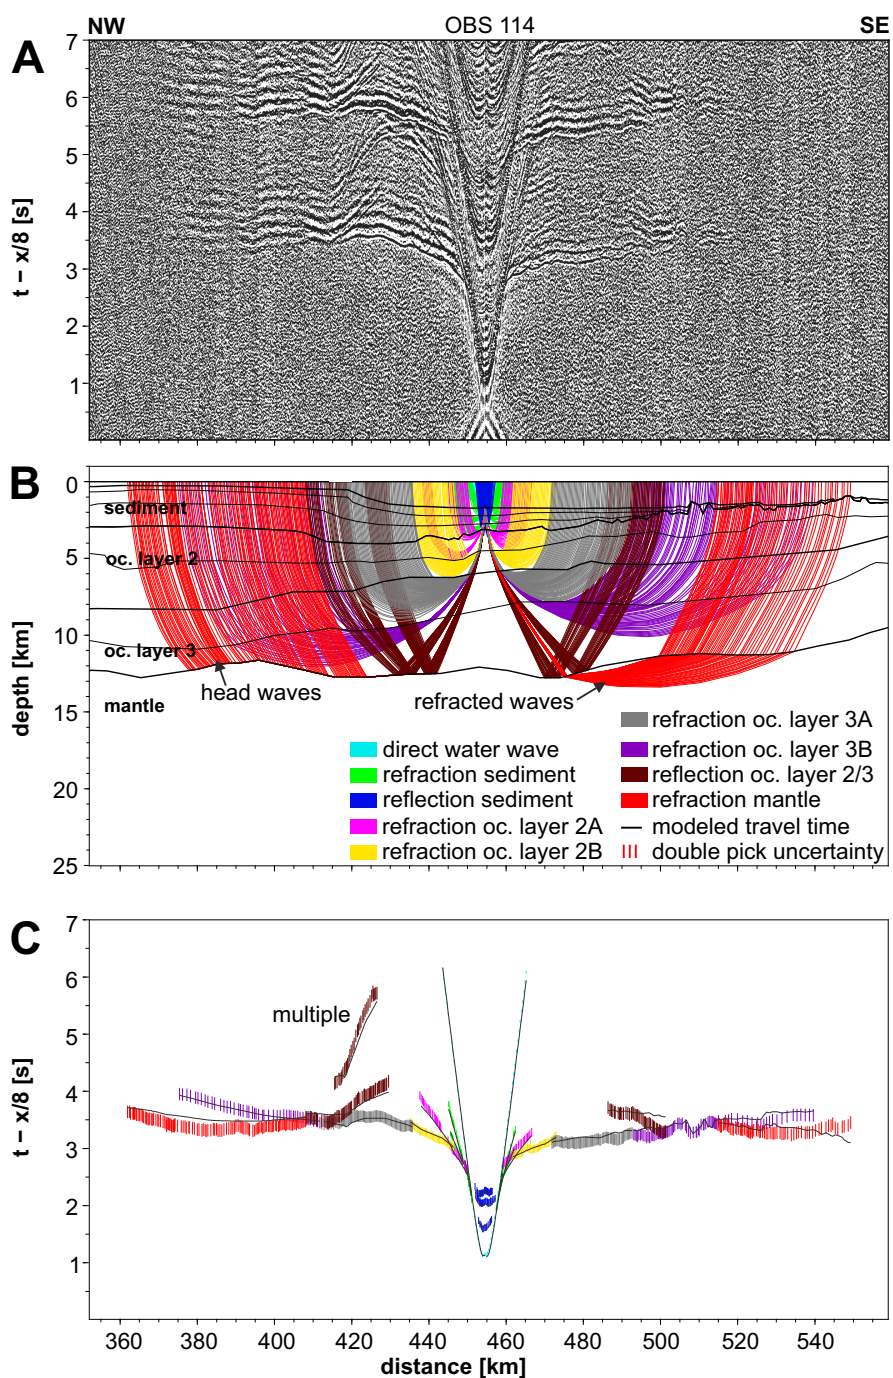 NW OBS 114 SE
A
7
6
5
4
3
2
1
t – x/8 [s]
B
0
5
10
15
20
25
depth [km]
sediment
oc. layer 2
oc. layer 3
mantle
head waves
refracted waves
direct water wave
refraction sediment
reflection sediment
refraction oc. layer 2A
refraction oc. layer 2B
refraction oc. layer 3A
refraction oc. layer 3B
reflection oc. layer 2/3
refraction mantle
modeled travel time
double pick uncertainty
C
7
6
5
4
3
2
1
t – x/8 [s]
multiple
360 380 400 420 440 460 480 500 520 540
distance [km]